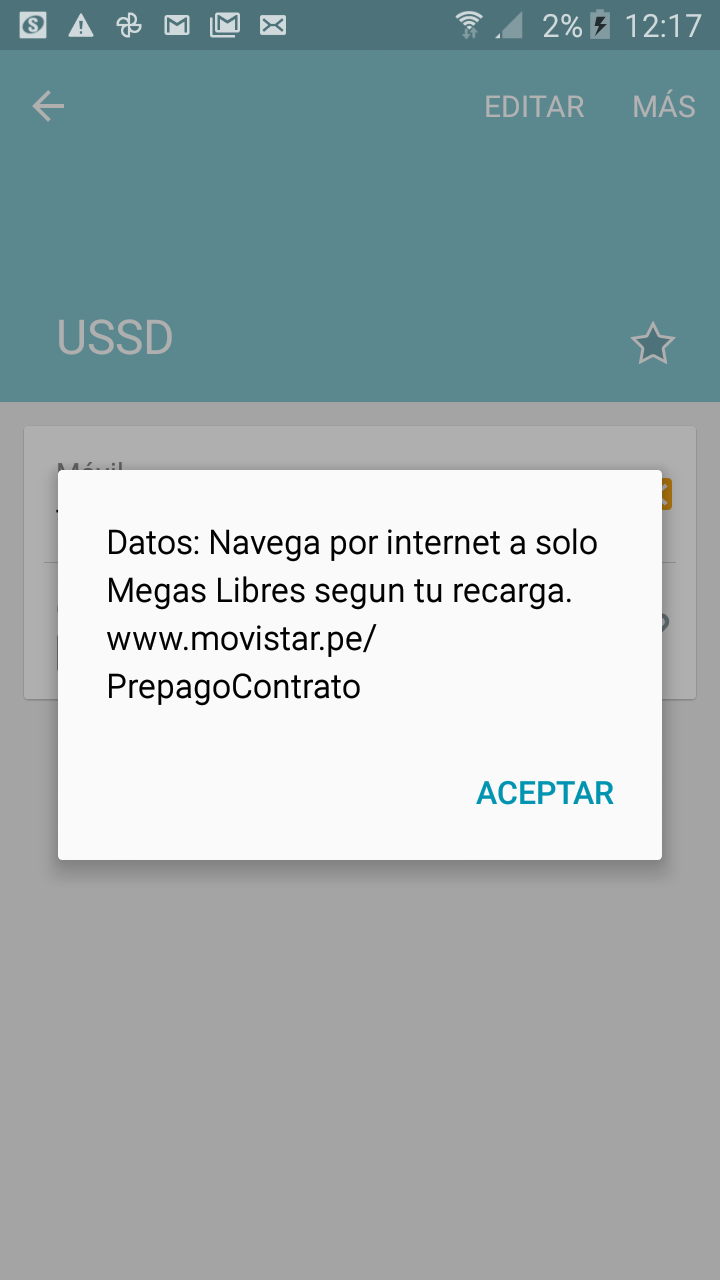 2% 12:17
EDITAR MÁS
USSD
Móvil
Datos: Navega por internet a solo
Megas Libres segun tu recarga.
www.movistar.pe/
PrepagoContrato
ACEPTAR